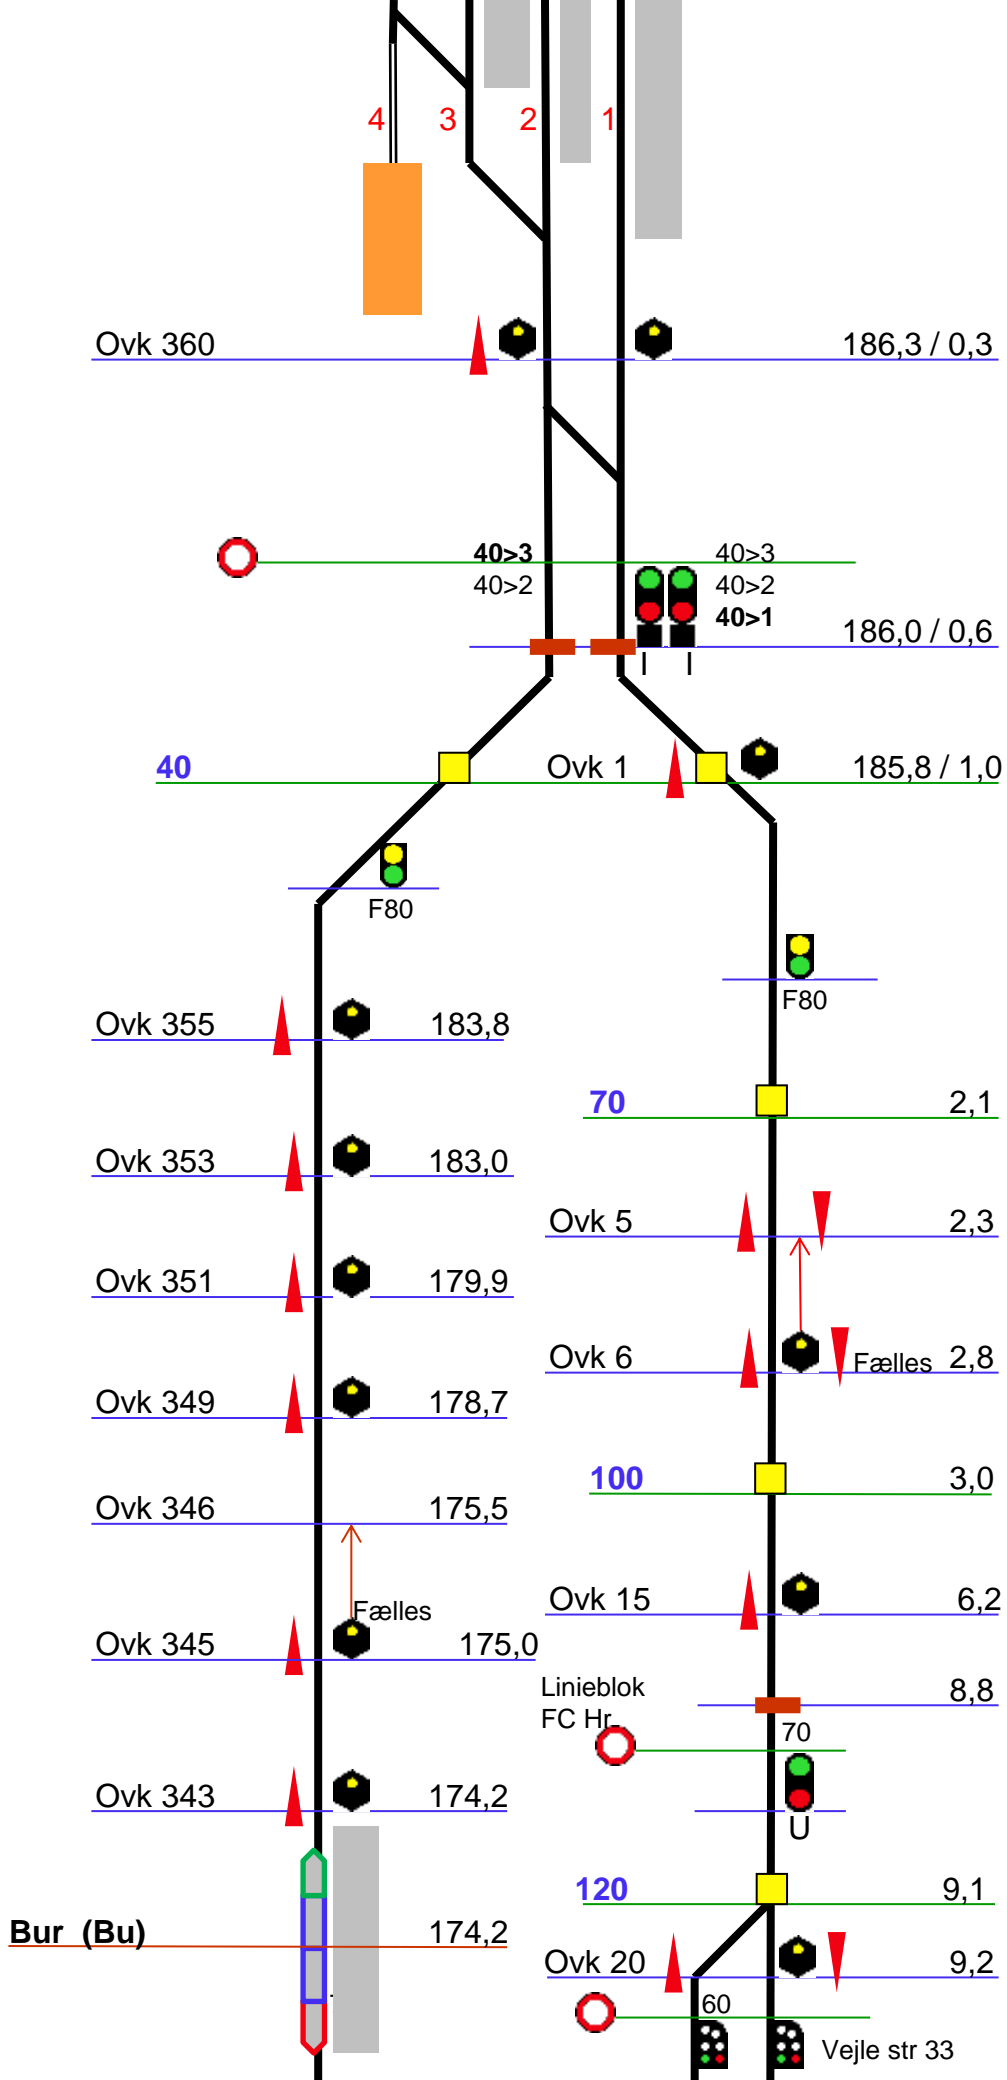 4 3 2 1
Ovk 360 186,3 / 0,3
40>3 40>3
40>2 40>2
40>1
186,0 / 0,6
I I
40 Ovk 1 185,8 / 1,0
F80
F80
Ovk 355 183,8
70 2,1
Ovk 353 183,0
Ovk 5 2,3
Ovk 351 179,9
Ovk 6 Fælles 2,8
Ovk 349 178,7
100 3,0
Ovk 346 175,5
Ovk 15 6,2
Fælles
Ovk 345 175,0
Linieblok 8,8
FC Hr
70
Ovk 343 174,2
U
120 9,1
Bur (Bu) 174,2
Ovk 20 9,2
60
Vejle str 33